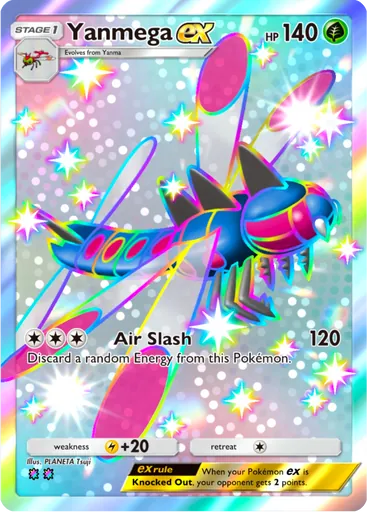 STAGE 1 Yanmega ex HP 140
Evolves from Yanma
Air Slash 120
Discard a random Energy from this Pokémon.
weakness +20 retreat
Illus. PLANETA Tsuji
ex rule When your Pokémon ex is
Knocked Out, your opponent gets 2 points.